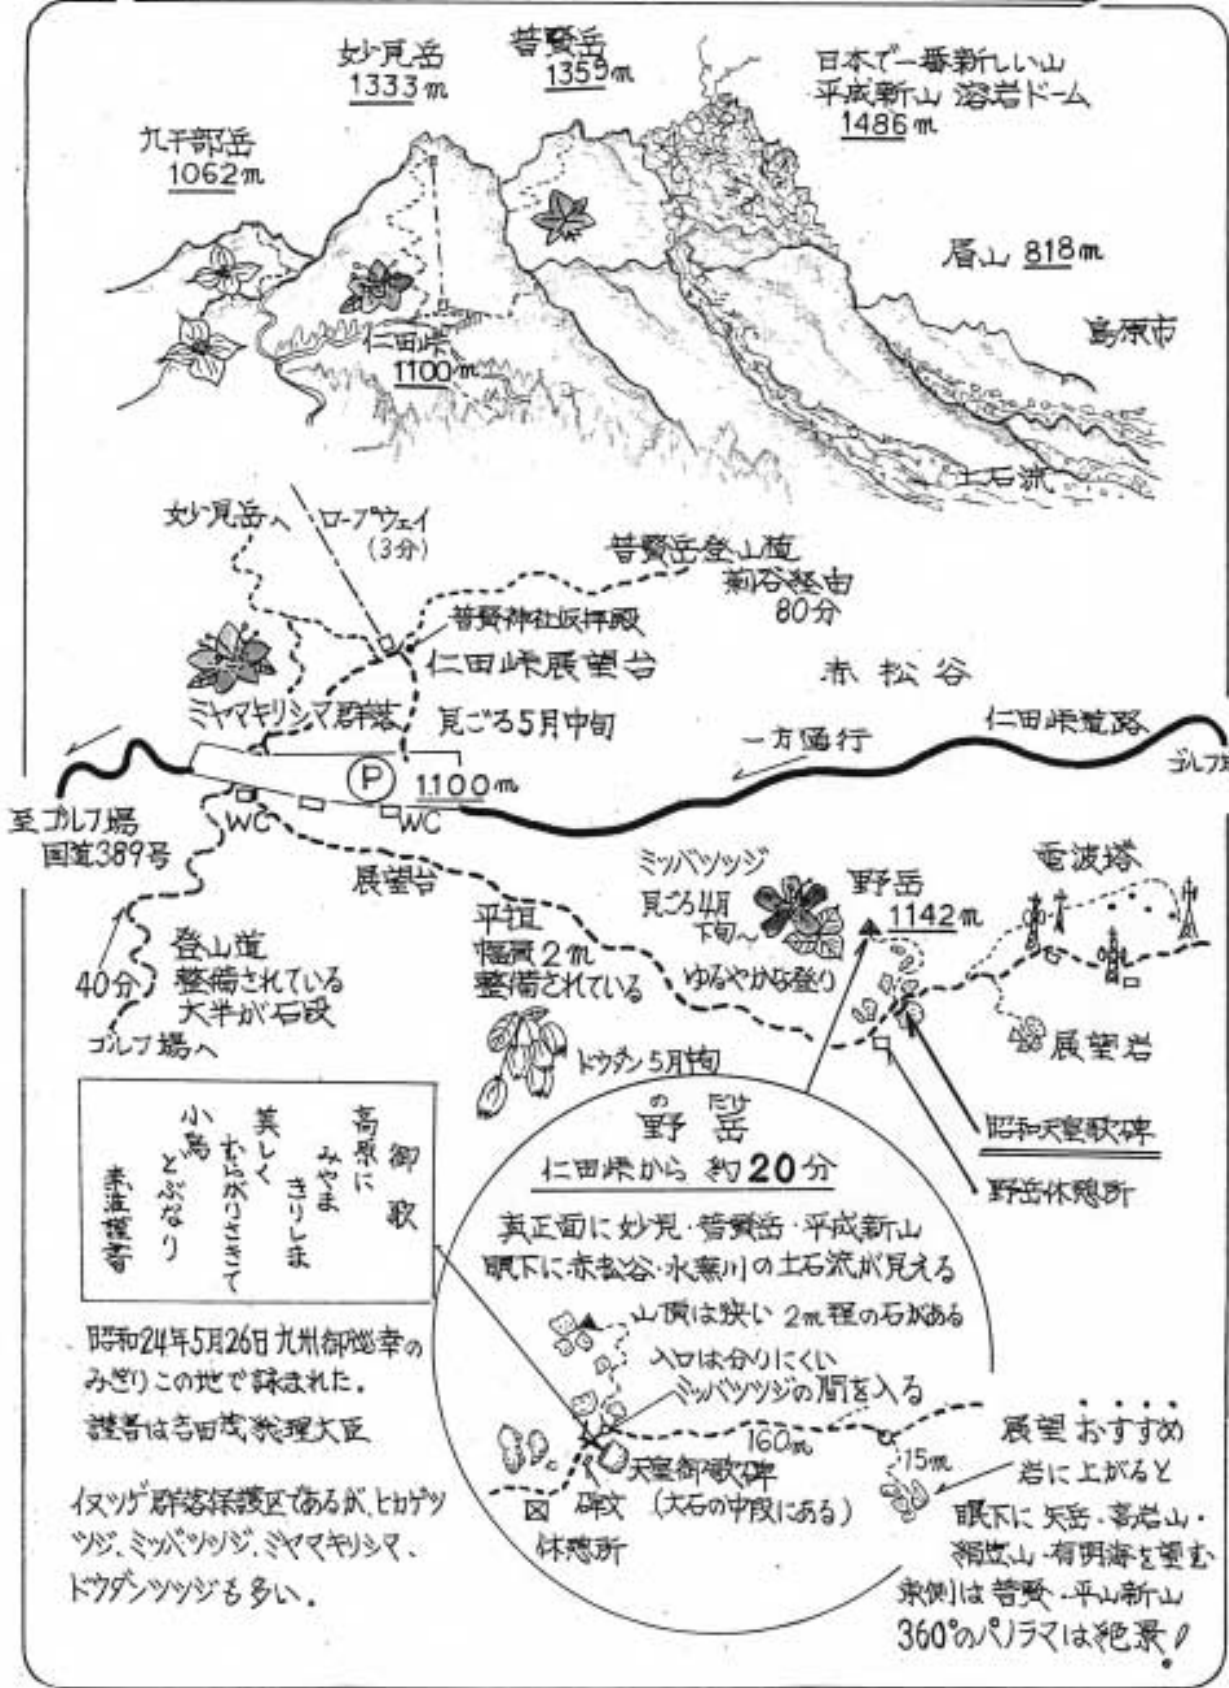 妙見岳
1333m
普賢岳
1359m
日本で一番新しい山
平成新山 溶岩ドーム
1486m
九千部岳
1062m
眉山 818m
島原市
仁田峠
1100m
土石流
妙見岳へ
ロープウェイ
(3分)
普賢岳登山道
薊谷経由
80分
普賢神社仮拝殿
仁田峠展望台
赤松谷
ミヤマキリシマ群落
見ごろ5月中旬
一方通行
仁田峠道路
ゴルフ場
P
1.100m
至ゴルフ場
国道389号
WC
WC
展望台
ミツバツツジ
見ごろ4月
下旬〜
野岳
1142m
電波塔
登山道
整備されている
大半が石段
40分
ゴルフ場へ
平坦
幅員2m
整備されている
ゆるやかな登り
ドウダン5月中旬
展望岩
昭和天皇歌碑
野岳休憩所
御歌
高原に
みやま
きりしま
美しく
むらがりさきて
小鳥
とぶなり
の だけ
野岳
仁田峠から 約20分
真正面に妙見・普賢岳・平成新山
眼下に赤松谷・水無川の土石流が見える
山頂は狭い 2m程の石がある
入口は分りにくい
ミツバツツジの間を入る
160m
15m
天皇御歌碑
碑文
(大石の中段にある)
休憩所
昭和24年5月26日九州御巡幸の
みぎりこの地で詠まれた.
謹書は吉田茂総理大臣
イヌツゲ群落保護区であるが、ヒカゲツ
ツジ、ミツバツツジ、ミヤマキリシマ、
ドウダンツツジも多い.
展望おすすめ
岩に上がると
眼下に矢岳・高岩山・
絹笠山・有明海を望む
東側は普賢・平山新山
360°のパノラマは絶景!